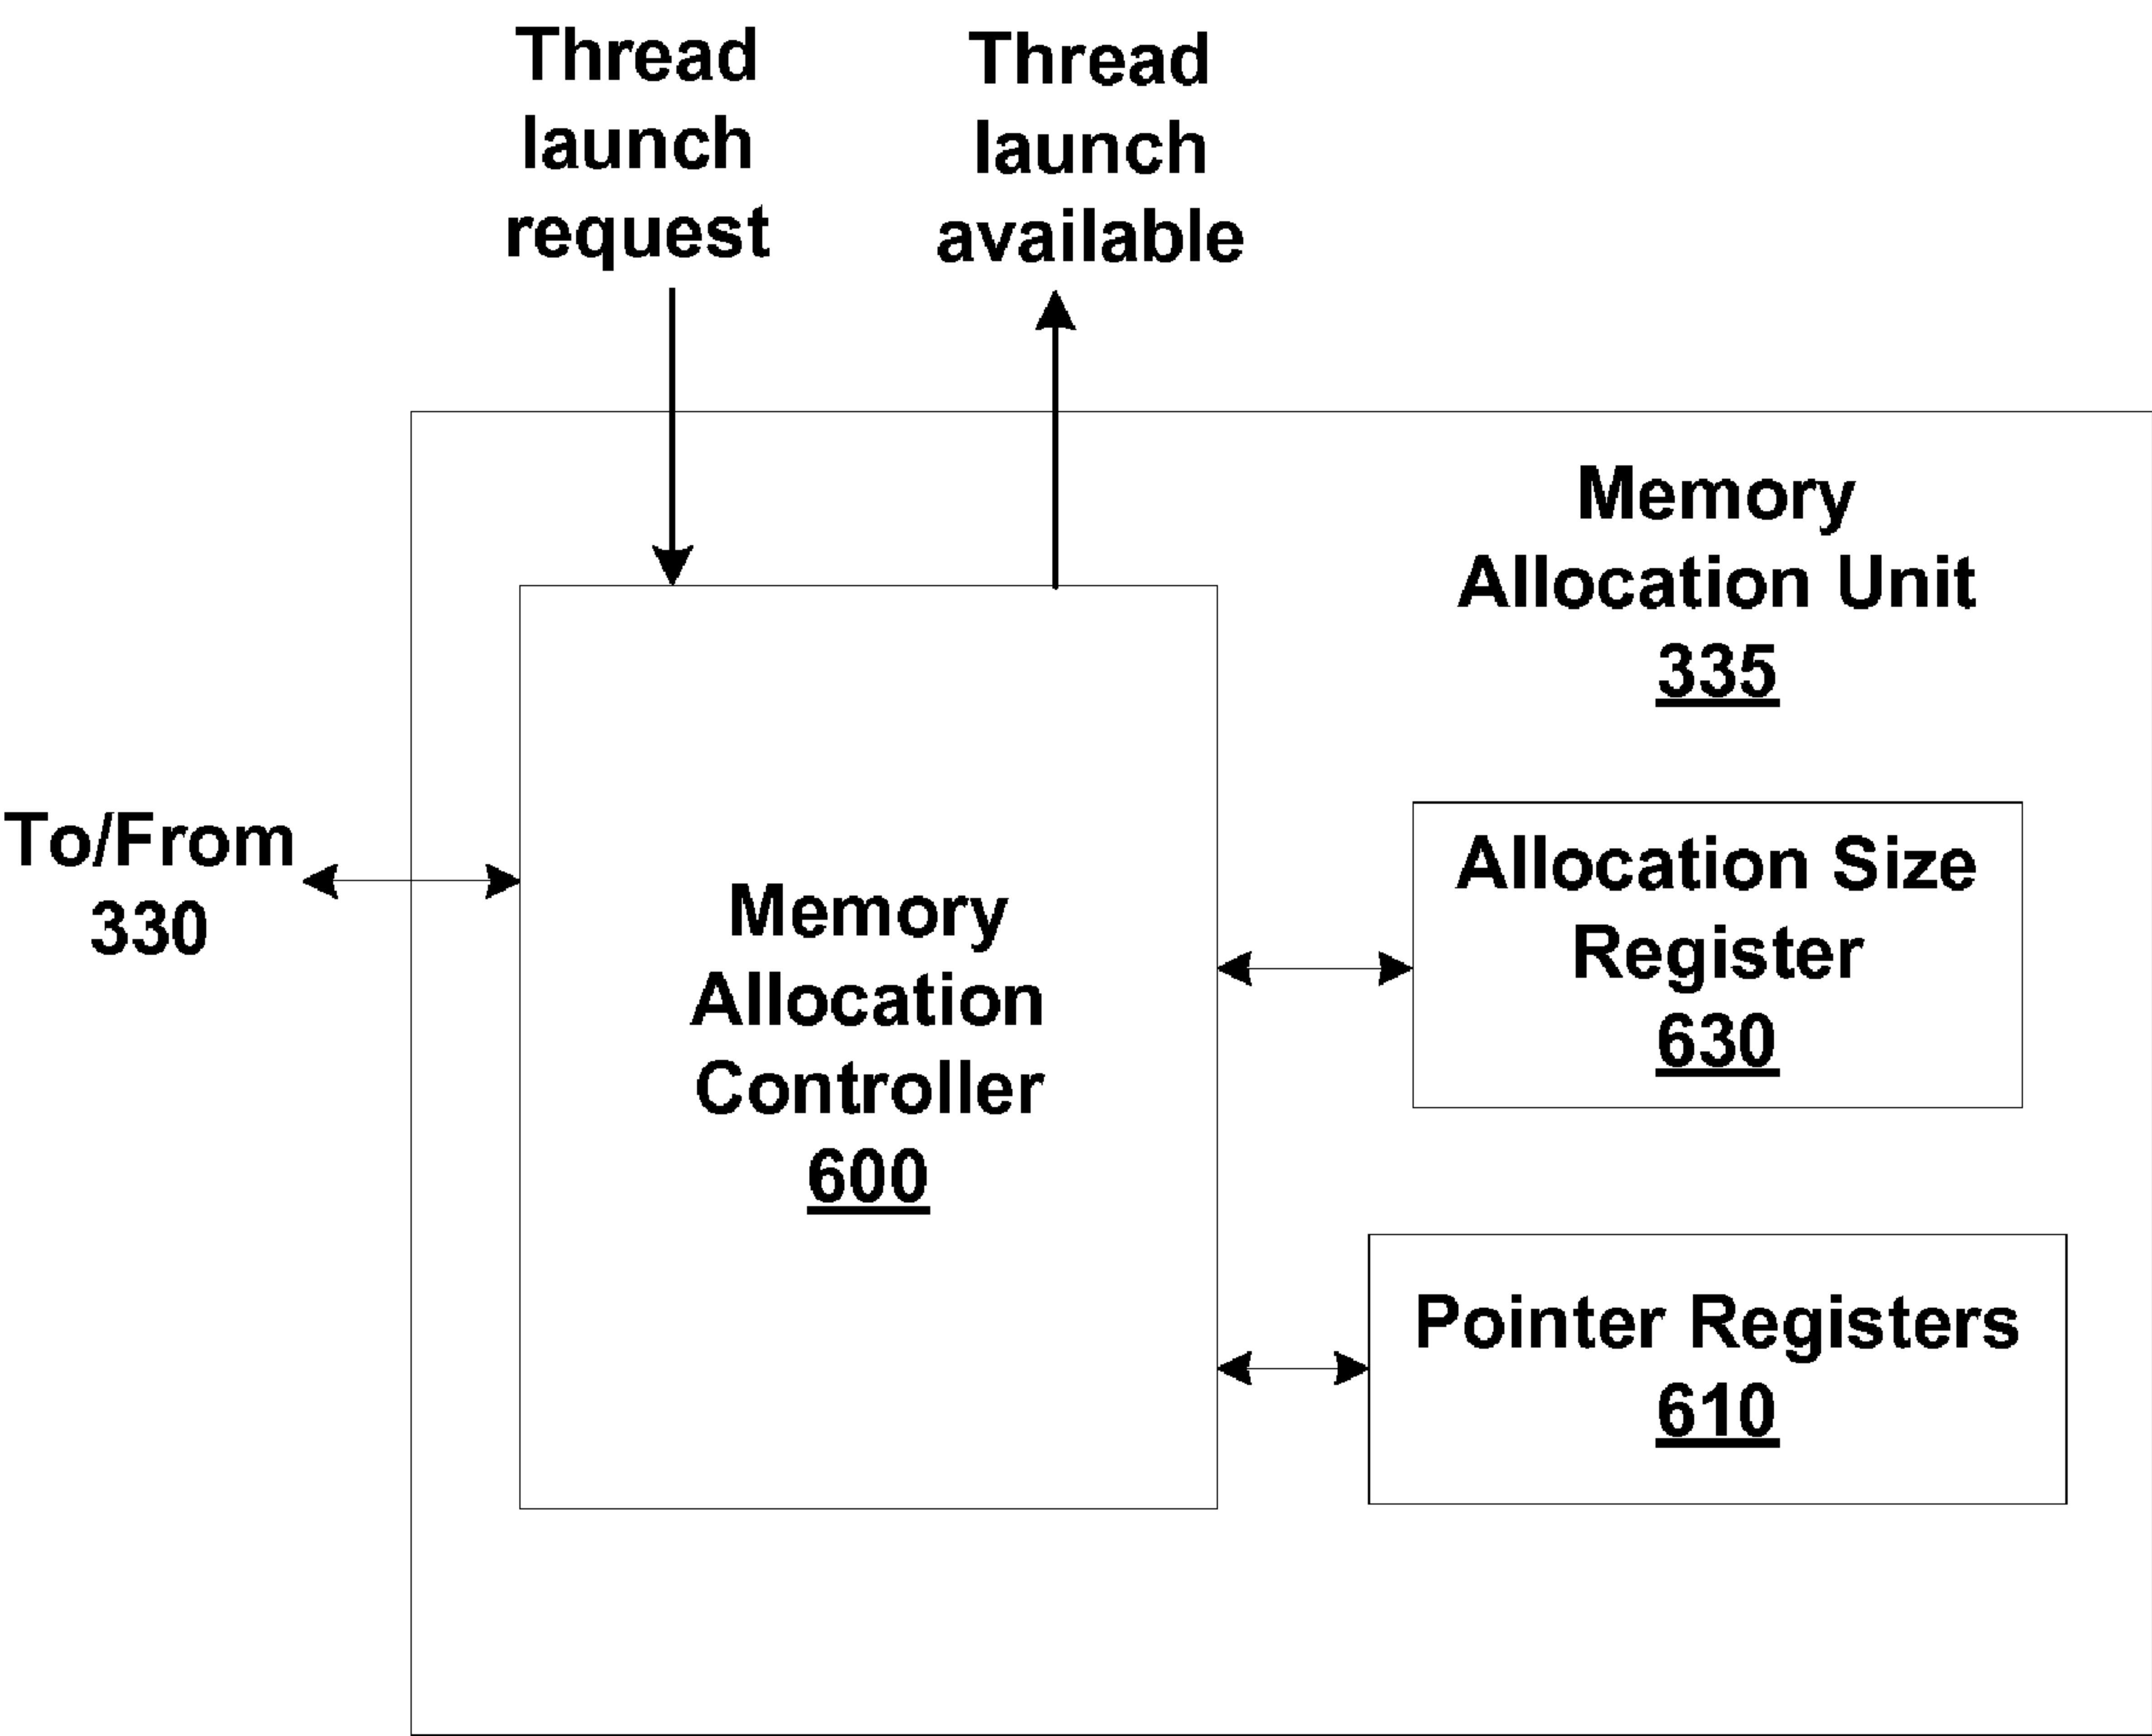 Thread
launch
request
Thread
launch
available
Memory
Allocation Unit
335
To/From
330
Memory
Allocation
Controller
600
Allocation Size
Register
630
Pointer Registers
610